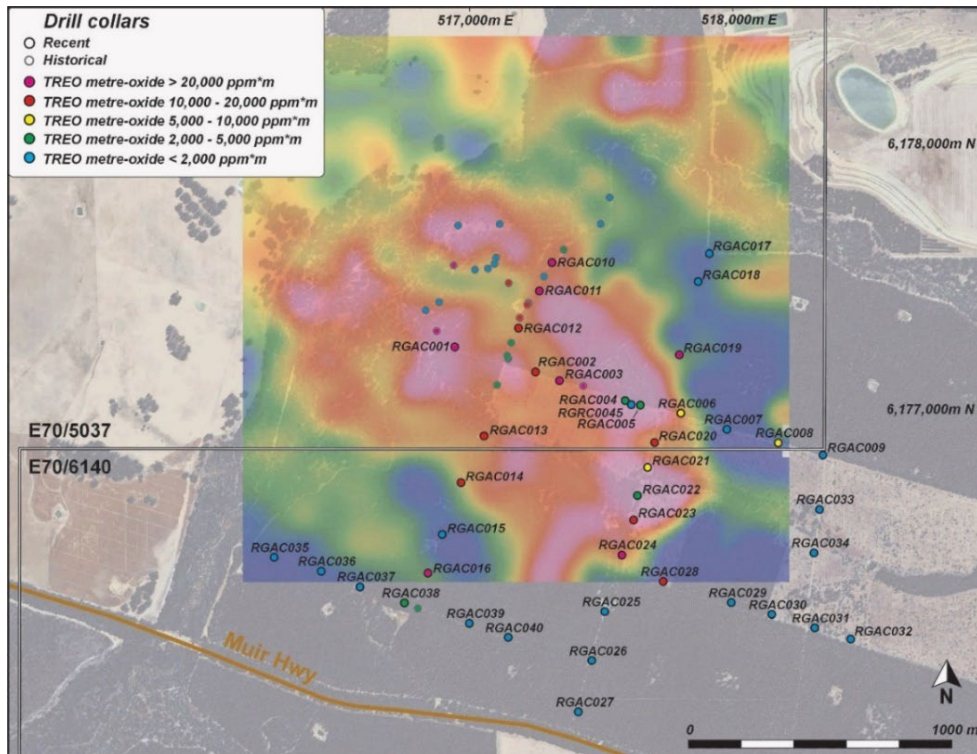 517,000m E
518,000m E
Drill collars
Recent
Historical
TREO metre-oxide > 20,000 ppm*m
TREO metre-oxide 10,000 - 20,000 ppm*m
TREO metre-oxide 5,000 - 10,000 ppm*m
TREO metre-oxide 2,000 - 5,000 ppm*m
TREO metre-oxide < 2,000 ppm*m
6,178,000m N
RGAC017
RGAC010
RGAC018
RGAC011
RGAC012
RGAC001
RGAC019
RGAC002
RGAC003
RGAC004
RGRC0045
RGAC005
RGAC006
6,177,000m N
RGAC007
RGAC008
E70/5037
RGAC013
RGAC020
RGAC009
E70/6140
RGAC021
RGAC014
RGAC022
RGAC033
RGAC023
RGAC015
RGAC035
RGAC024
RGAC034
RGAC036
RGAC016
RGAC028
RGAC037
RGAC038
RGAC029
RGAC025
RGAC030
RGAC039
RGAC031
RGAC040
RGAC032
Muir Hwy
RGAC026
N
RGAC027
0
1000 m